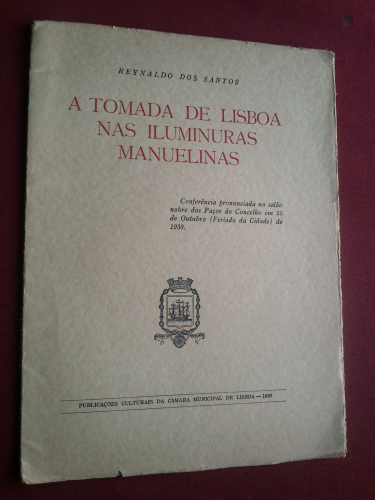 REYNALDO DOS SANTOS
A TOMADA DE LISBOA
NAS ILUMINURAS
MANUELINAS
Conferência pronunciada no salão
nobre dos Paços do Concelho em 25
de Outubro (Feriado da Cidade) de
1938.
PUBLICAÇÕES CULTURAIS DA CÂMARA MUNICIPAL DE LISBOA — 1939